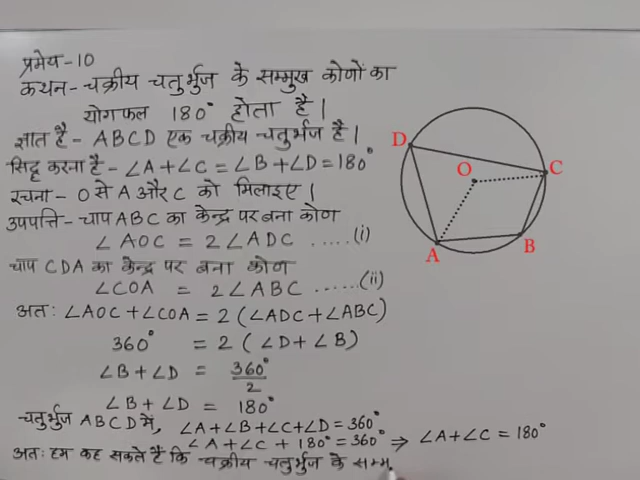 प्रमेय-10
कथन-चक्रीय चतुर्भुज के सम्मुख कोणों का
योगफल 180° होता है।
ज्ञात है- ABCD एक चक्रीय चतुर्भुज है।
सिद्ध करना है- ∠A+∠C=∠B+∠D=180°
रचना- O से A और C को मिलाइए।
उपपत्ति- चाप ABC का केन्द्र पर बना कोण
∠AOC = 2∠ADC .....(i)
चाप CDA का केन्द्र पर बना कोण
∠COA = 2∠ABC ......(ii)
अतः ∠AOC+∠COA=2(∠ADC+∠ABC)
360° = 2(∠D+∠B)
∠B+∠D = 360°/2
∠B+∠D = 180°
चतुर्भुज ABCD में, ∠A+∠B+∠C+∠D=360°
∠A+∠C+180°=360° ⇒ ∠A+∠C=180°
अतः हम कह सकते है कि चक्रीय चतुर्भुज के सम्म
D
C
O
A
B